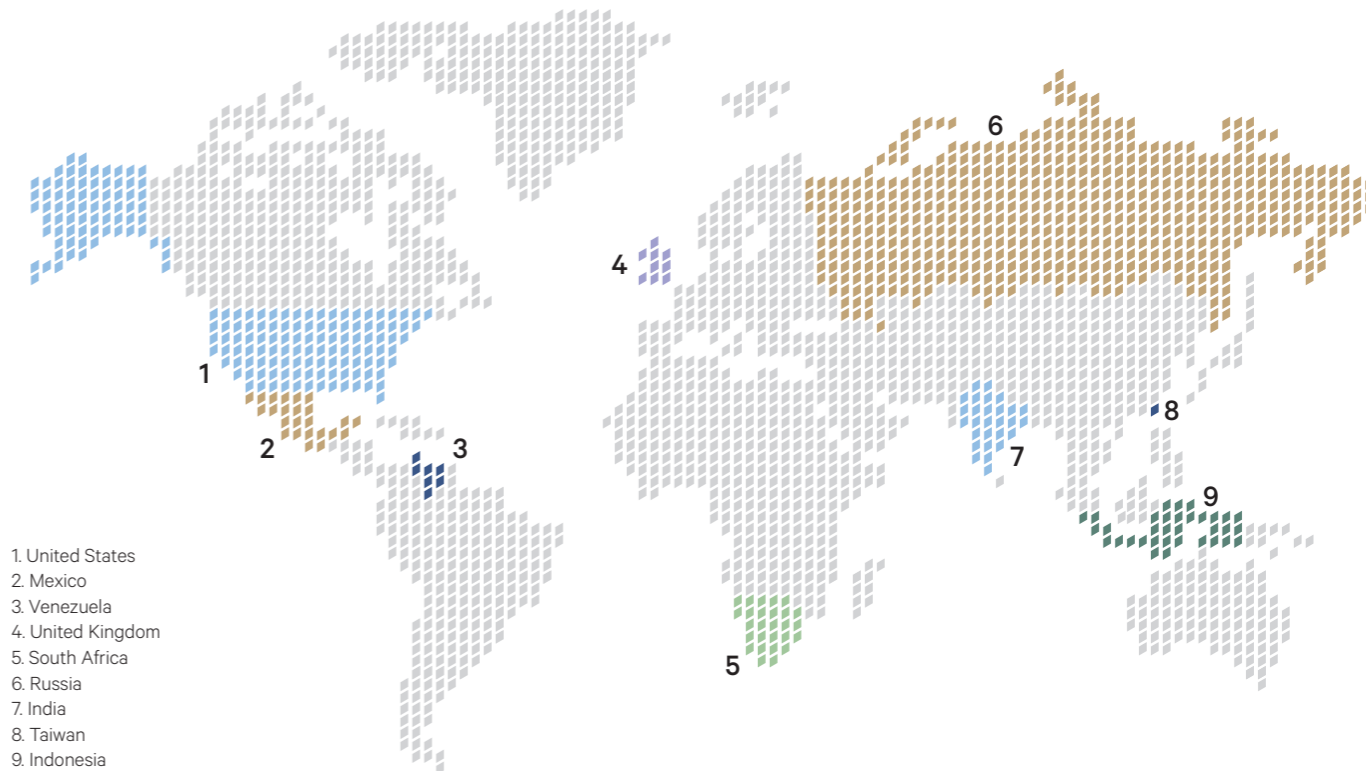 6
4
1
8
2
3
7
9
5
1. United States
2. Mexico
3. Venezuela
4. United Kingdom
5. South Africa
6. Russia
7. India
8. Taiwan
9. Indonesia